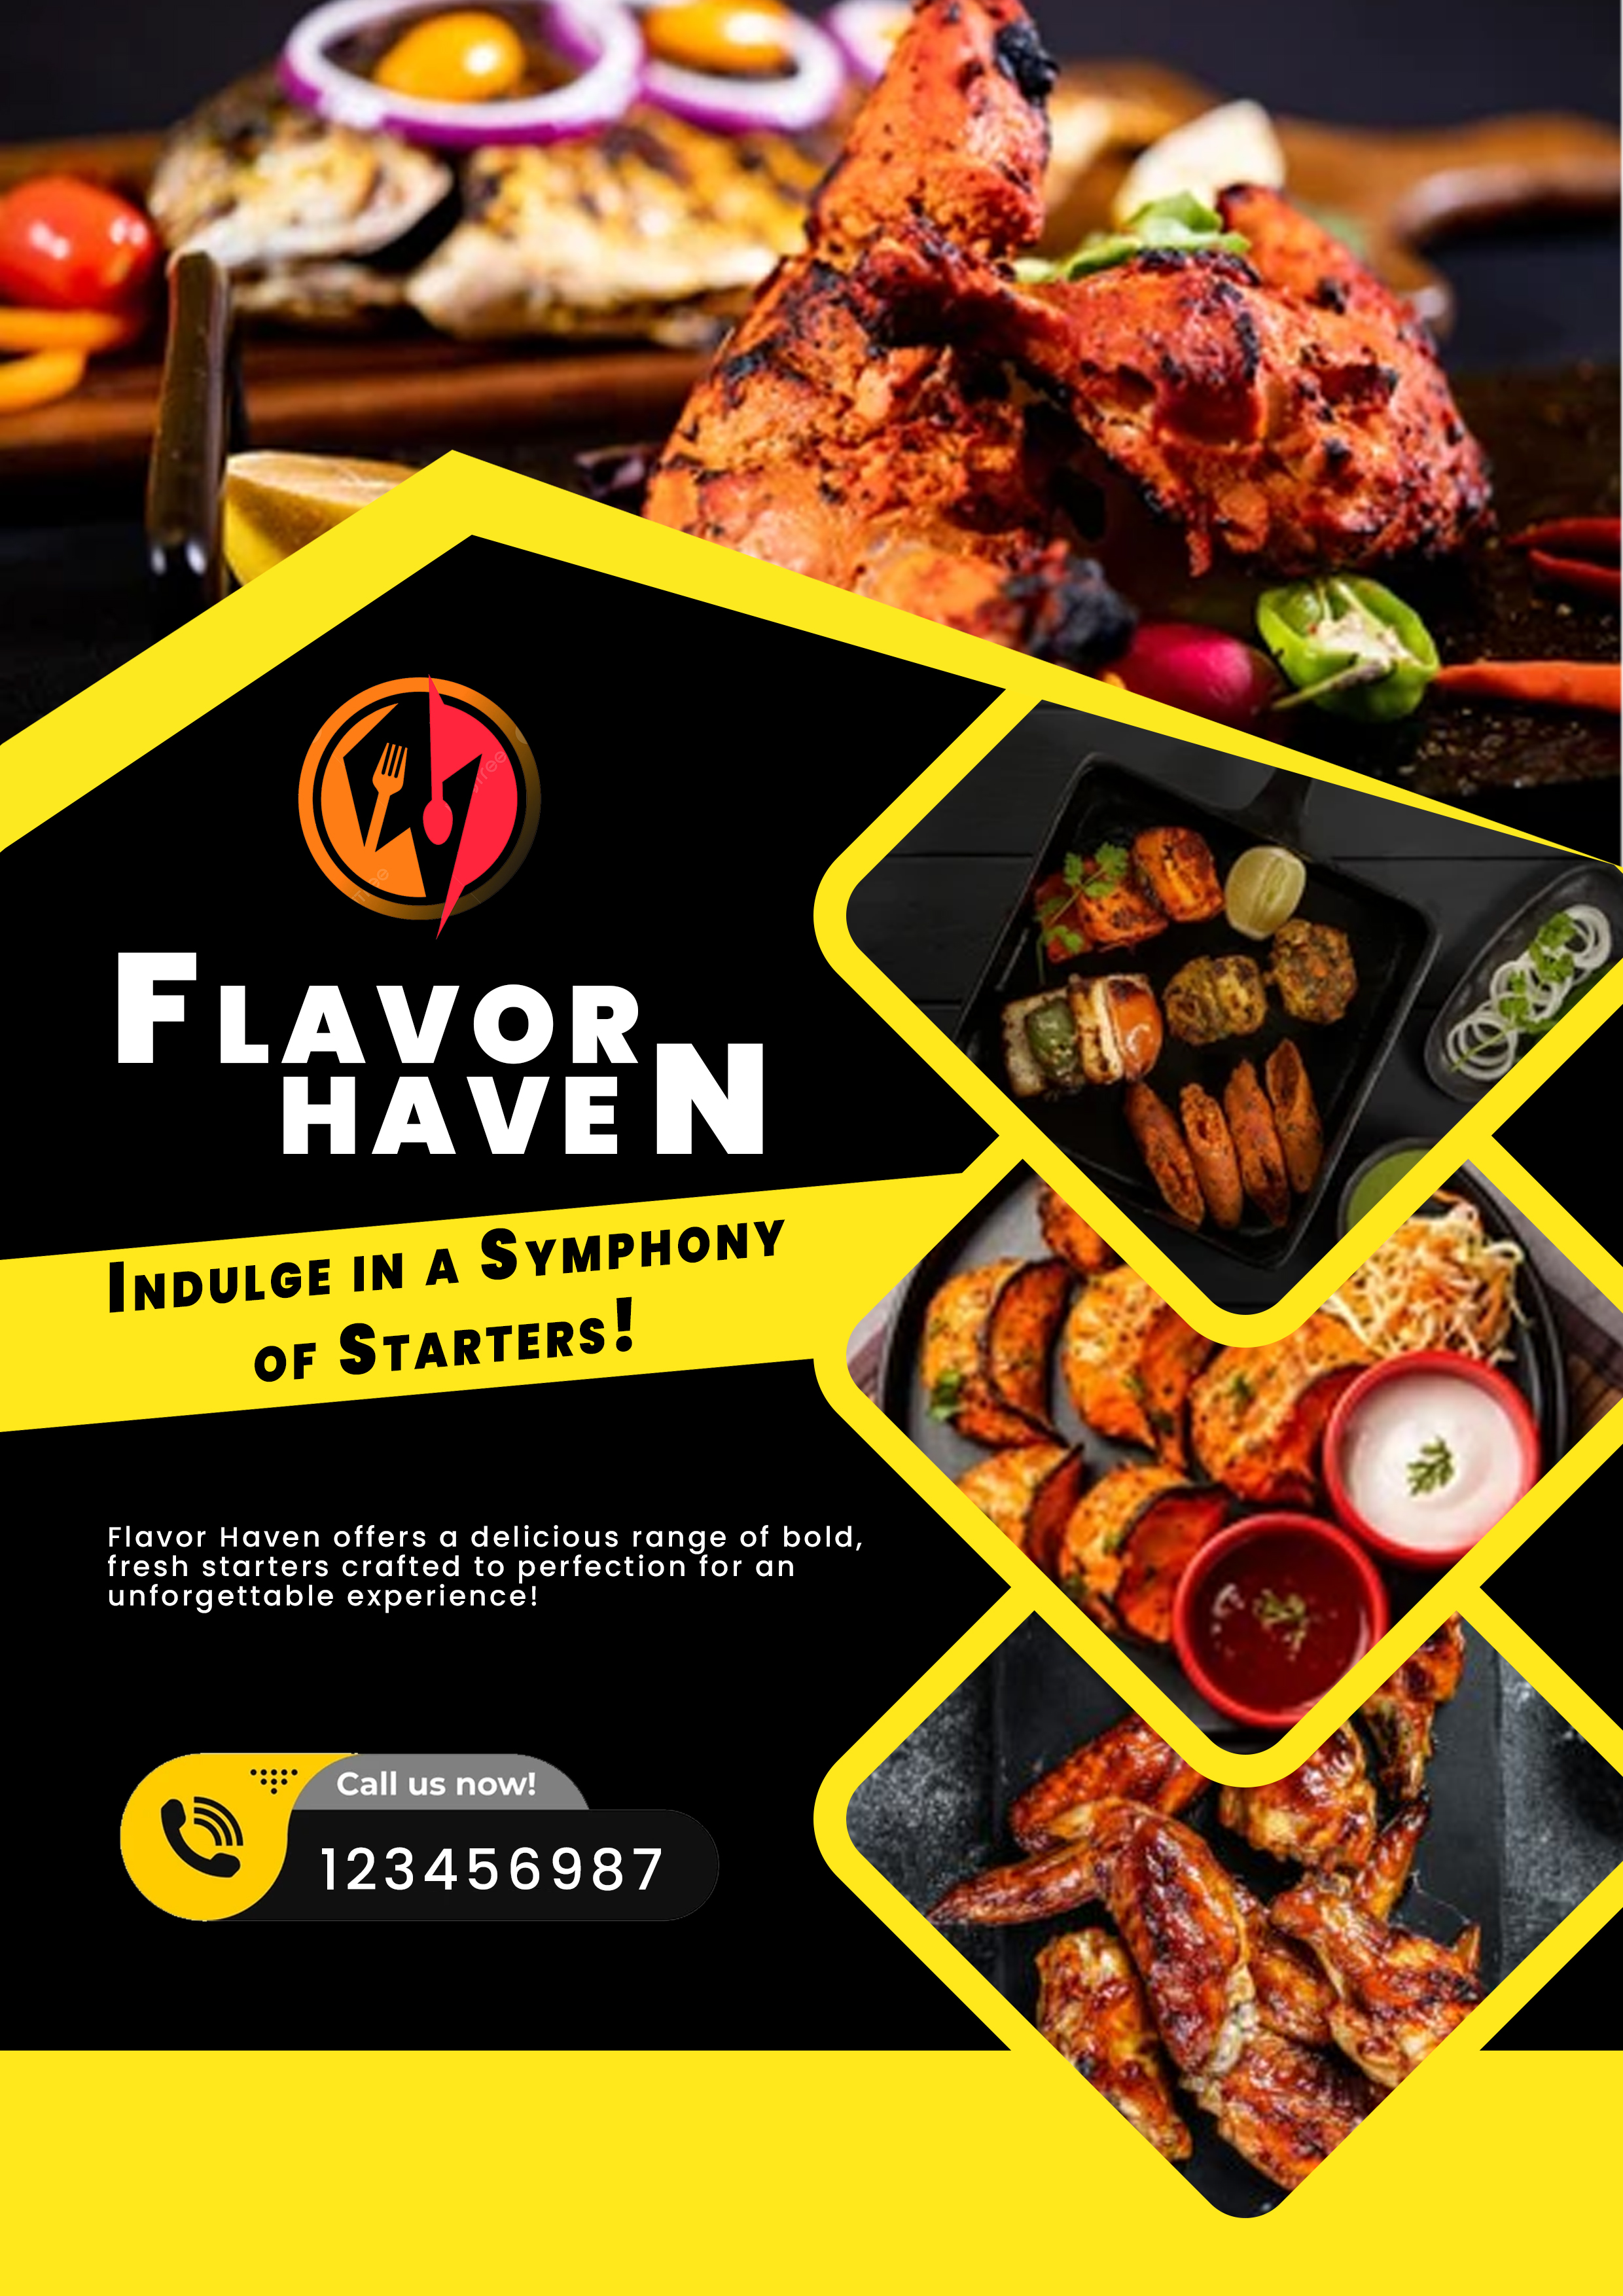 FLAVOR
HAVEN
INDULGE IN A SYMPHONY
OF STARTERS!
Flavor Haven offers a delicious range of bold,
fresh starters crafted to perfection for an
unforgettable experience!
Call us now!
123456987